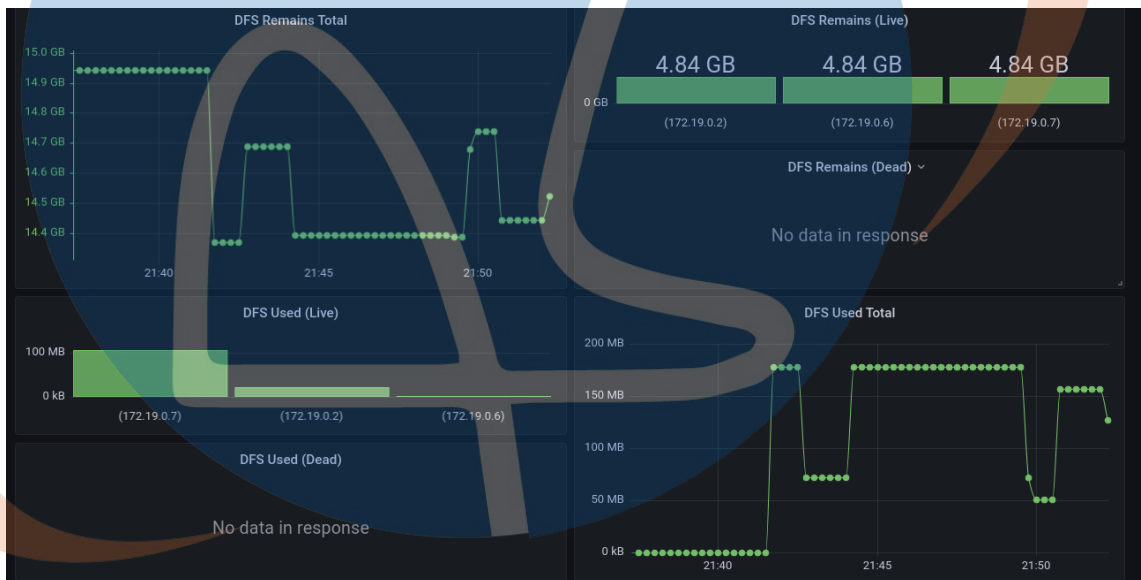 DFS Remains Total
15.0 GB
14.9 GB
14.8 GB
14.7 GB
14.6 GB
14.5 GB
14.4 GB
21:40 21:45 21:50
DFS Remains (Live)
4.84 GB 4.84 GB 4.84 GB
0 GB
(172.19.0.2) (172.19.0.6) (172.19.0.7)
DFS Remains (Dead)
No data in response
DFS Used (Live)
100 MB
0 kB
(172.19.0.7) (172.19.0.2) (172.19.0.6)
DFS Used Total
200 MB
150 MB
100 MB
50 MB
0 kB
21:40 21:45 21:50
DFS Used (Dead)
No data in response